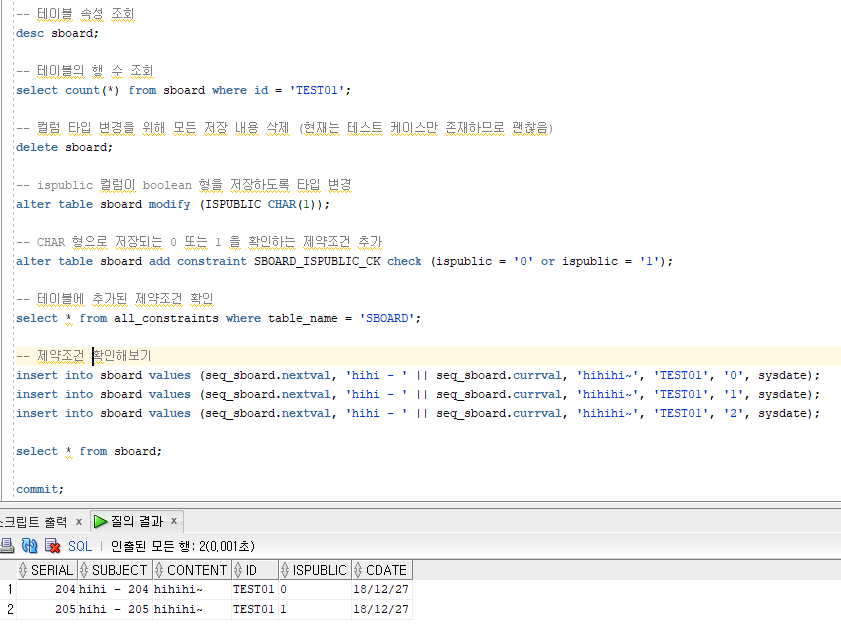 -- 테이블 속성 조회
desc sboard;
-- 테이블의 행 수 조회
select count(*) from sboard where id = 'TEST01';
-- 컬럼 타입 변경을 위해 모든 저장 내용 삭제 (현재는 테스트 케이스만 존재하므로 괜찮음)
delete sboard;
-- ispublic 컬럼이 boolean 형을 저장하도록 타입 변경
alter table sboard modify (ISPUBLIC CHAR(1));
-- CHAR 형으로 저장되는 0 또는 1 을 확인하는 제약조건 추가
alter table sboard add constraint SBOARD_ISPUBLIC_CK check (ispublic = '0' or ispublic = '1');
-- 테이블에 추가된 제약조건 확인
select * from all_constraints where table_name = 'SBOARD';
-- 제약조건 확인해보기
insert into sboard values (seq_sboard.nextval, 'hihi - ' || seq_sboard.currval, 'hihihi~', 'TEST01', '0', sysdate);
insert into sboard values (seq_sboard.nextval, 'hihi - ' || seq_sboard.currval, 'hihihi~', 'TEST01', '1', sysdate);
insert into sboard values (seq_sboard.nextval, 'hihi - ' || seq_sboard.currval, 'hihihi~', 'TEST01', '2', sysdate);
select * from sboard;
commit;
스크립트 출력 x 질의 결과 x
SQL | 인출된 모든 행: 2(0,001초)
SERIAL SUBJECT CONTENT ID ISPUBLIC CDATE
1 204 hihi - 204 hihihi~ TEST01 0 18/12/27
2 205 hihi - 205 hihihi~ TEST01 1 18/12/27